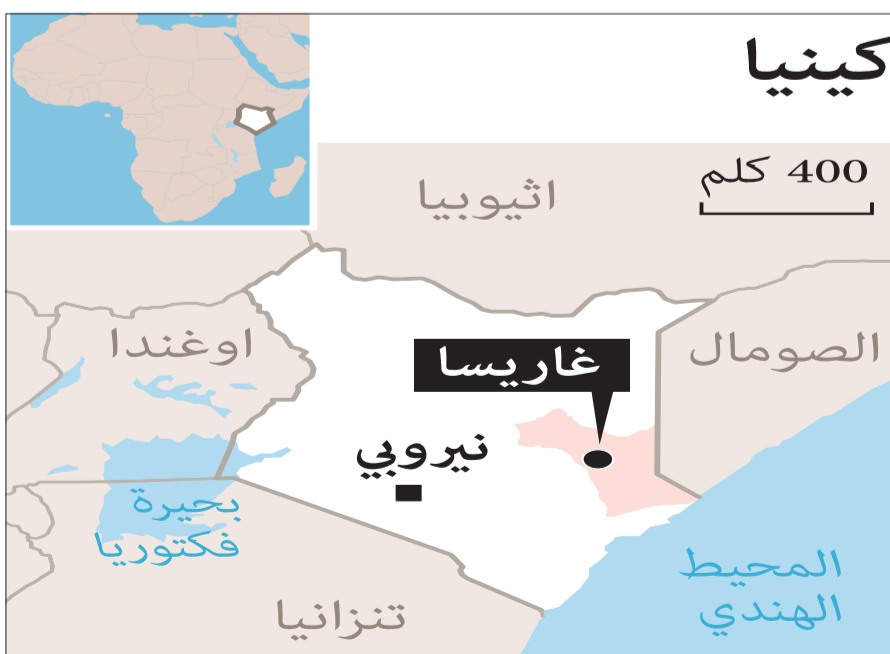 كينيا
400 كلم
اثيوبيا
الصومال
اوغندا
غاريسا
نيروبي
بحيرة
فكتوريا
المحيط
الهندي
تنزانيا